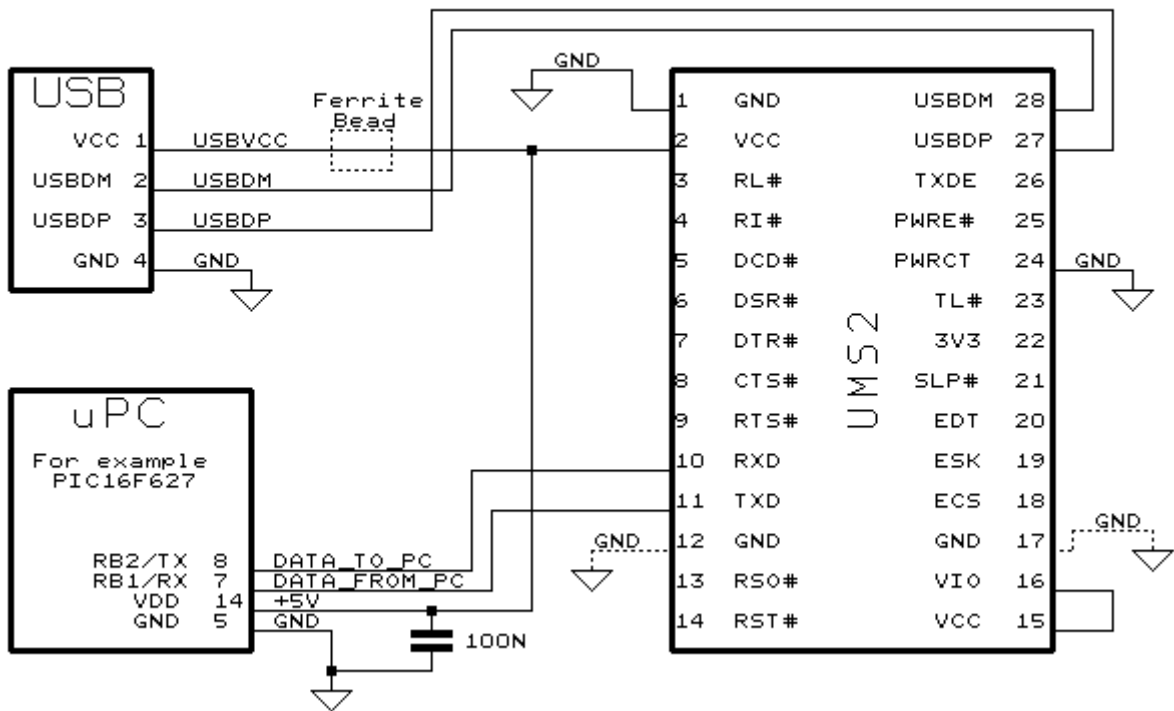 USB
VCC 1
USBDM 2
USBDP 3
GND 4
USBVCC
USBDM
USBDP
GND
Ferrite
Bead
GND
uPC
For example
PIC16F627
RB2/TX 8
RB1/RX 7
VDD 14
GND 5
DATA_TO_PC
DATA_FROM_PC
+5V
GND
100N
UMS2
1 GND
2 VCC
3 RL#
4 RI#
5 DCD#
6 DSR#
7 DTR#
8 CTS#
9 RTS#
10 RXD
11 TXD
GND
12 GND
13 RSO#
14 RST#
USBDM 28
USBDP 27
TXDE 26
PWRE# 25
PWRCT 24
GND
TL# 23
3V3 22
SLP# 21
EDT 20
ESK 19
ECS 18
GND 17
GND
VIO 16
VCC 15